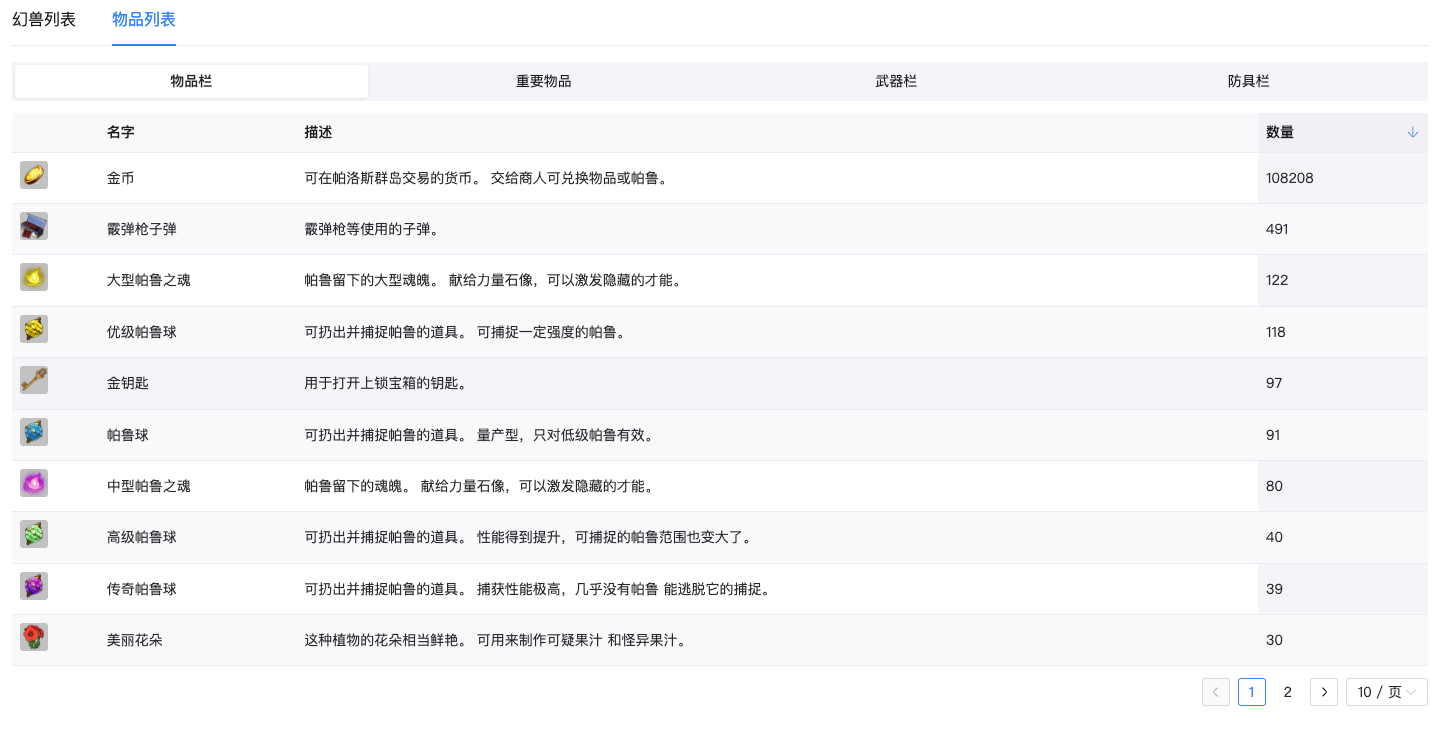 幻兽列表 物品列表
物品栏 重要物品 武器栏 防具栏
名字 描述 数量
金币 可在帕洛斯群岛交易的货币。 交给商人可兑换物品或帕鲁。 108208
霰弹枪子弹 霰弹枪等使用的子弹。 491
大型帕鲁之魂 帕鲁留下的大型魂魄。 献给力量石像，可以激发隐藏的才能。 122
优级帕鲁球 可扔出并捕捉帕鲁的道具。 可捕捉一定强度的帕鲁。 118
金钥匙 用于打开上锁宝箱的钥匙。 97
帕鲁球 可扔出并捕捉帕鲁的道具。 量产型，只对低级帕鲁有效。 91
中型帕鲁之魂 帕鲁留下的魂魄。 献给力量石像，可以激发隐藏的才能。 80
高级帕鲁球 可扔出并捕捉帕鲁的道具。 性能得到提升，可捕捉的帕鲁范围也变大了。 40
传奇帕鲁球 可扔出并捕捉帕鲁的道具。 捕获性能极高，几乎没有帕鲁 能逃脱它的捕捉。 39
美丽花朵 这种植物的花朵相当鲜艳。 可用来制作可疑果汁 和怪异果汁。 30
1 2 10 / 页